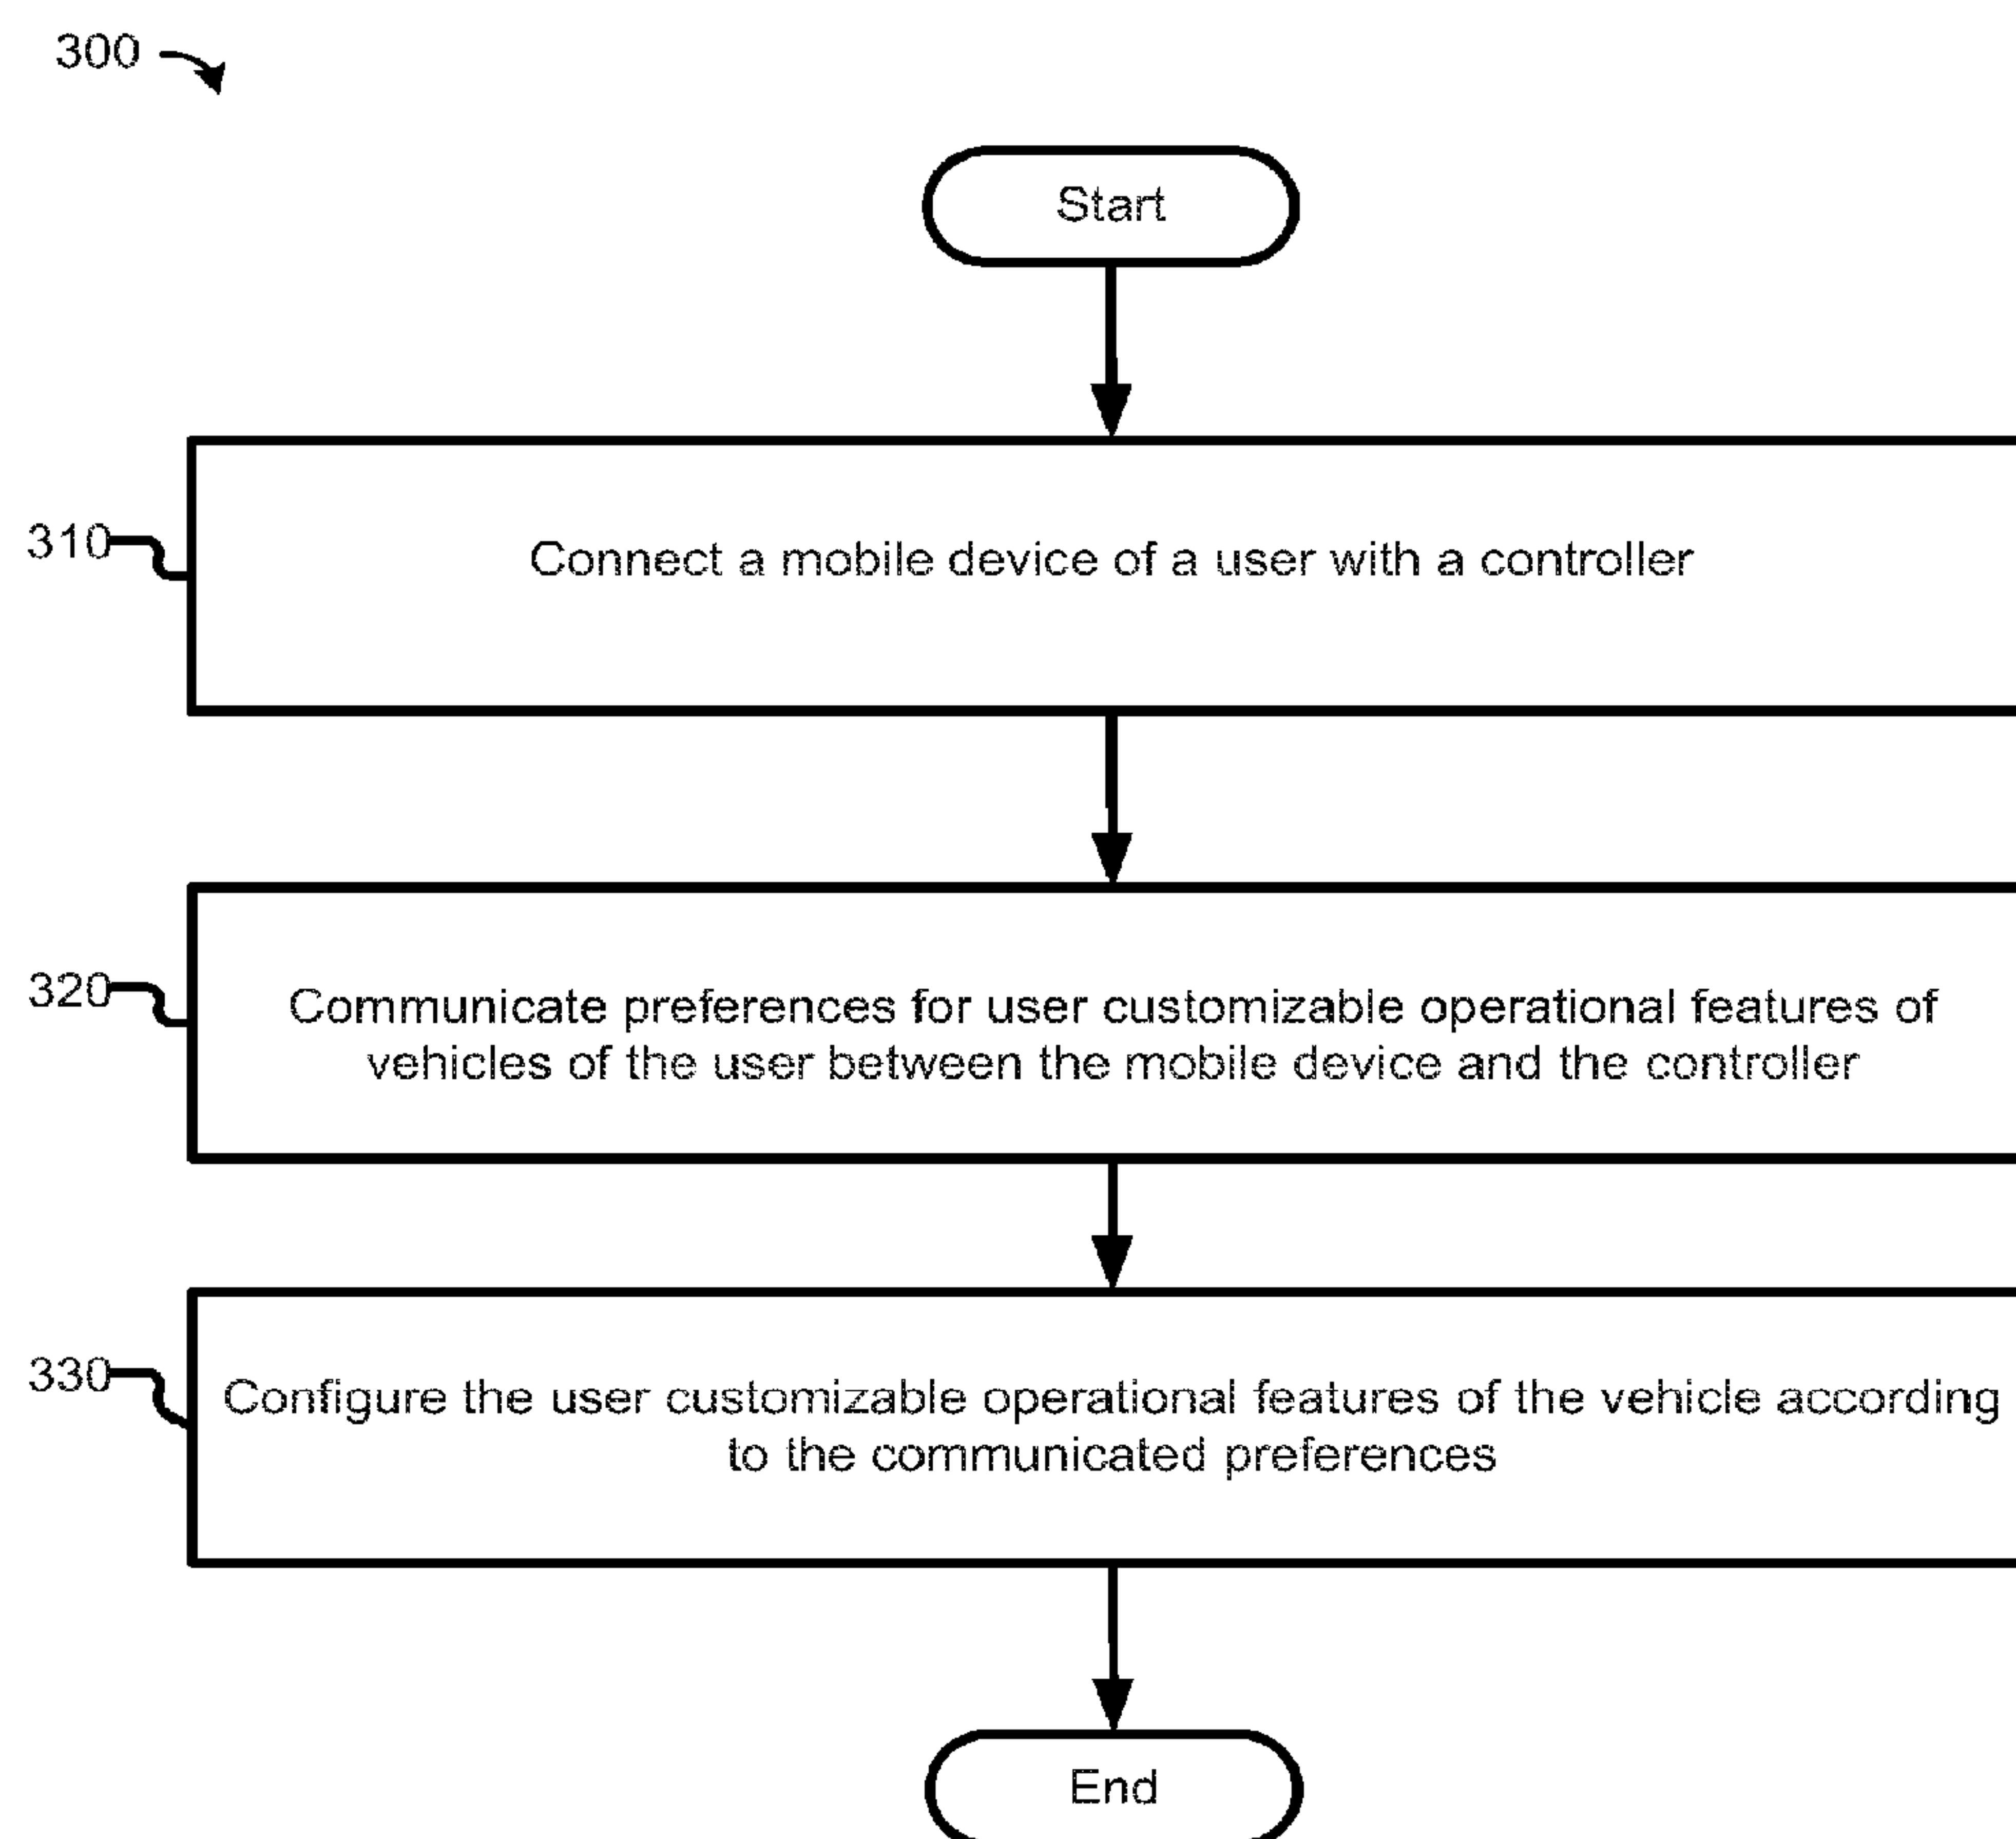 300
Start
310
Connect a mobile device of a user with a controller
320
Communicate preferences for user customizable operational features of
vehicles of the user between the mobile device and the controller
330
Configure the user customizable operational features of the vehicle according
to the communicated preferences
End